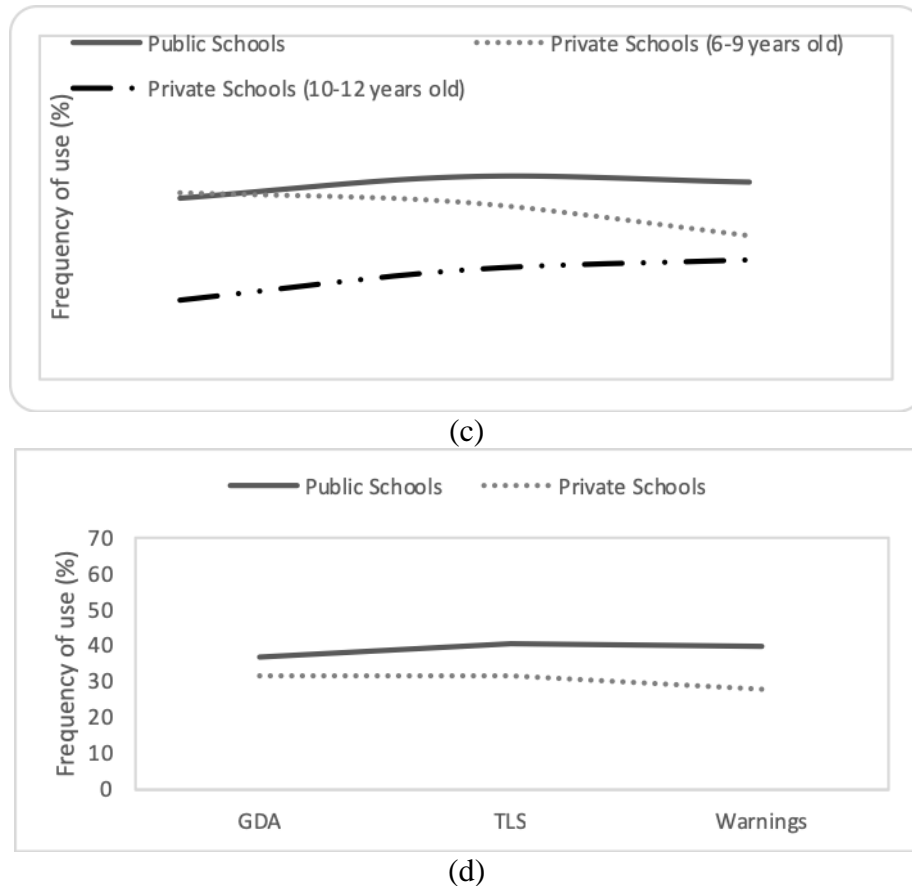 Public Schools
Private Schools (6-9 years old)
Private Schools (10-12 years old)
Frequency of use (%)
(c)
Public Schools
Private Schools
Frequency of use (%)
70
60
50
40
30
20
10
0
GDA
TLS
Warnings
(d)